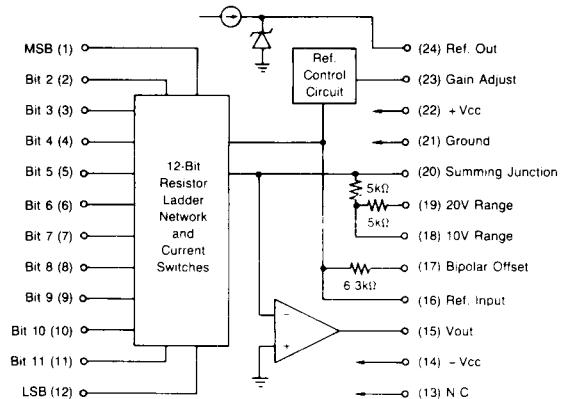 MSB (1)
Bit 2 (2)
Bit 3 (3)
Bit 4 (4)
Bit 5 (5)
Bit 6 (6)
Bit 7 (7)
Bit 8 (8)
Bit 9 (9)
Bit 10 (10)
Bit 11 (11)
LSB (12)
12-Bit
Resistor
Ladder
Network
and
Current
Switches
Ref.
Control
Circuit
5kΩ
5kΩ
6.3kΩ
−
+
(24) Ref. Out
(23) Gain Adjust
(22) +Vcc
(21) Ground
(20) Summing Junction
(19) 20V Range
(18) 10V Range
(17) Bipolar Offset
(16) Ref. Input
(15) Vout
(14) −Vcc
(13) N C